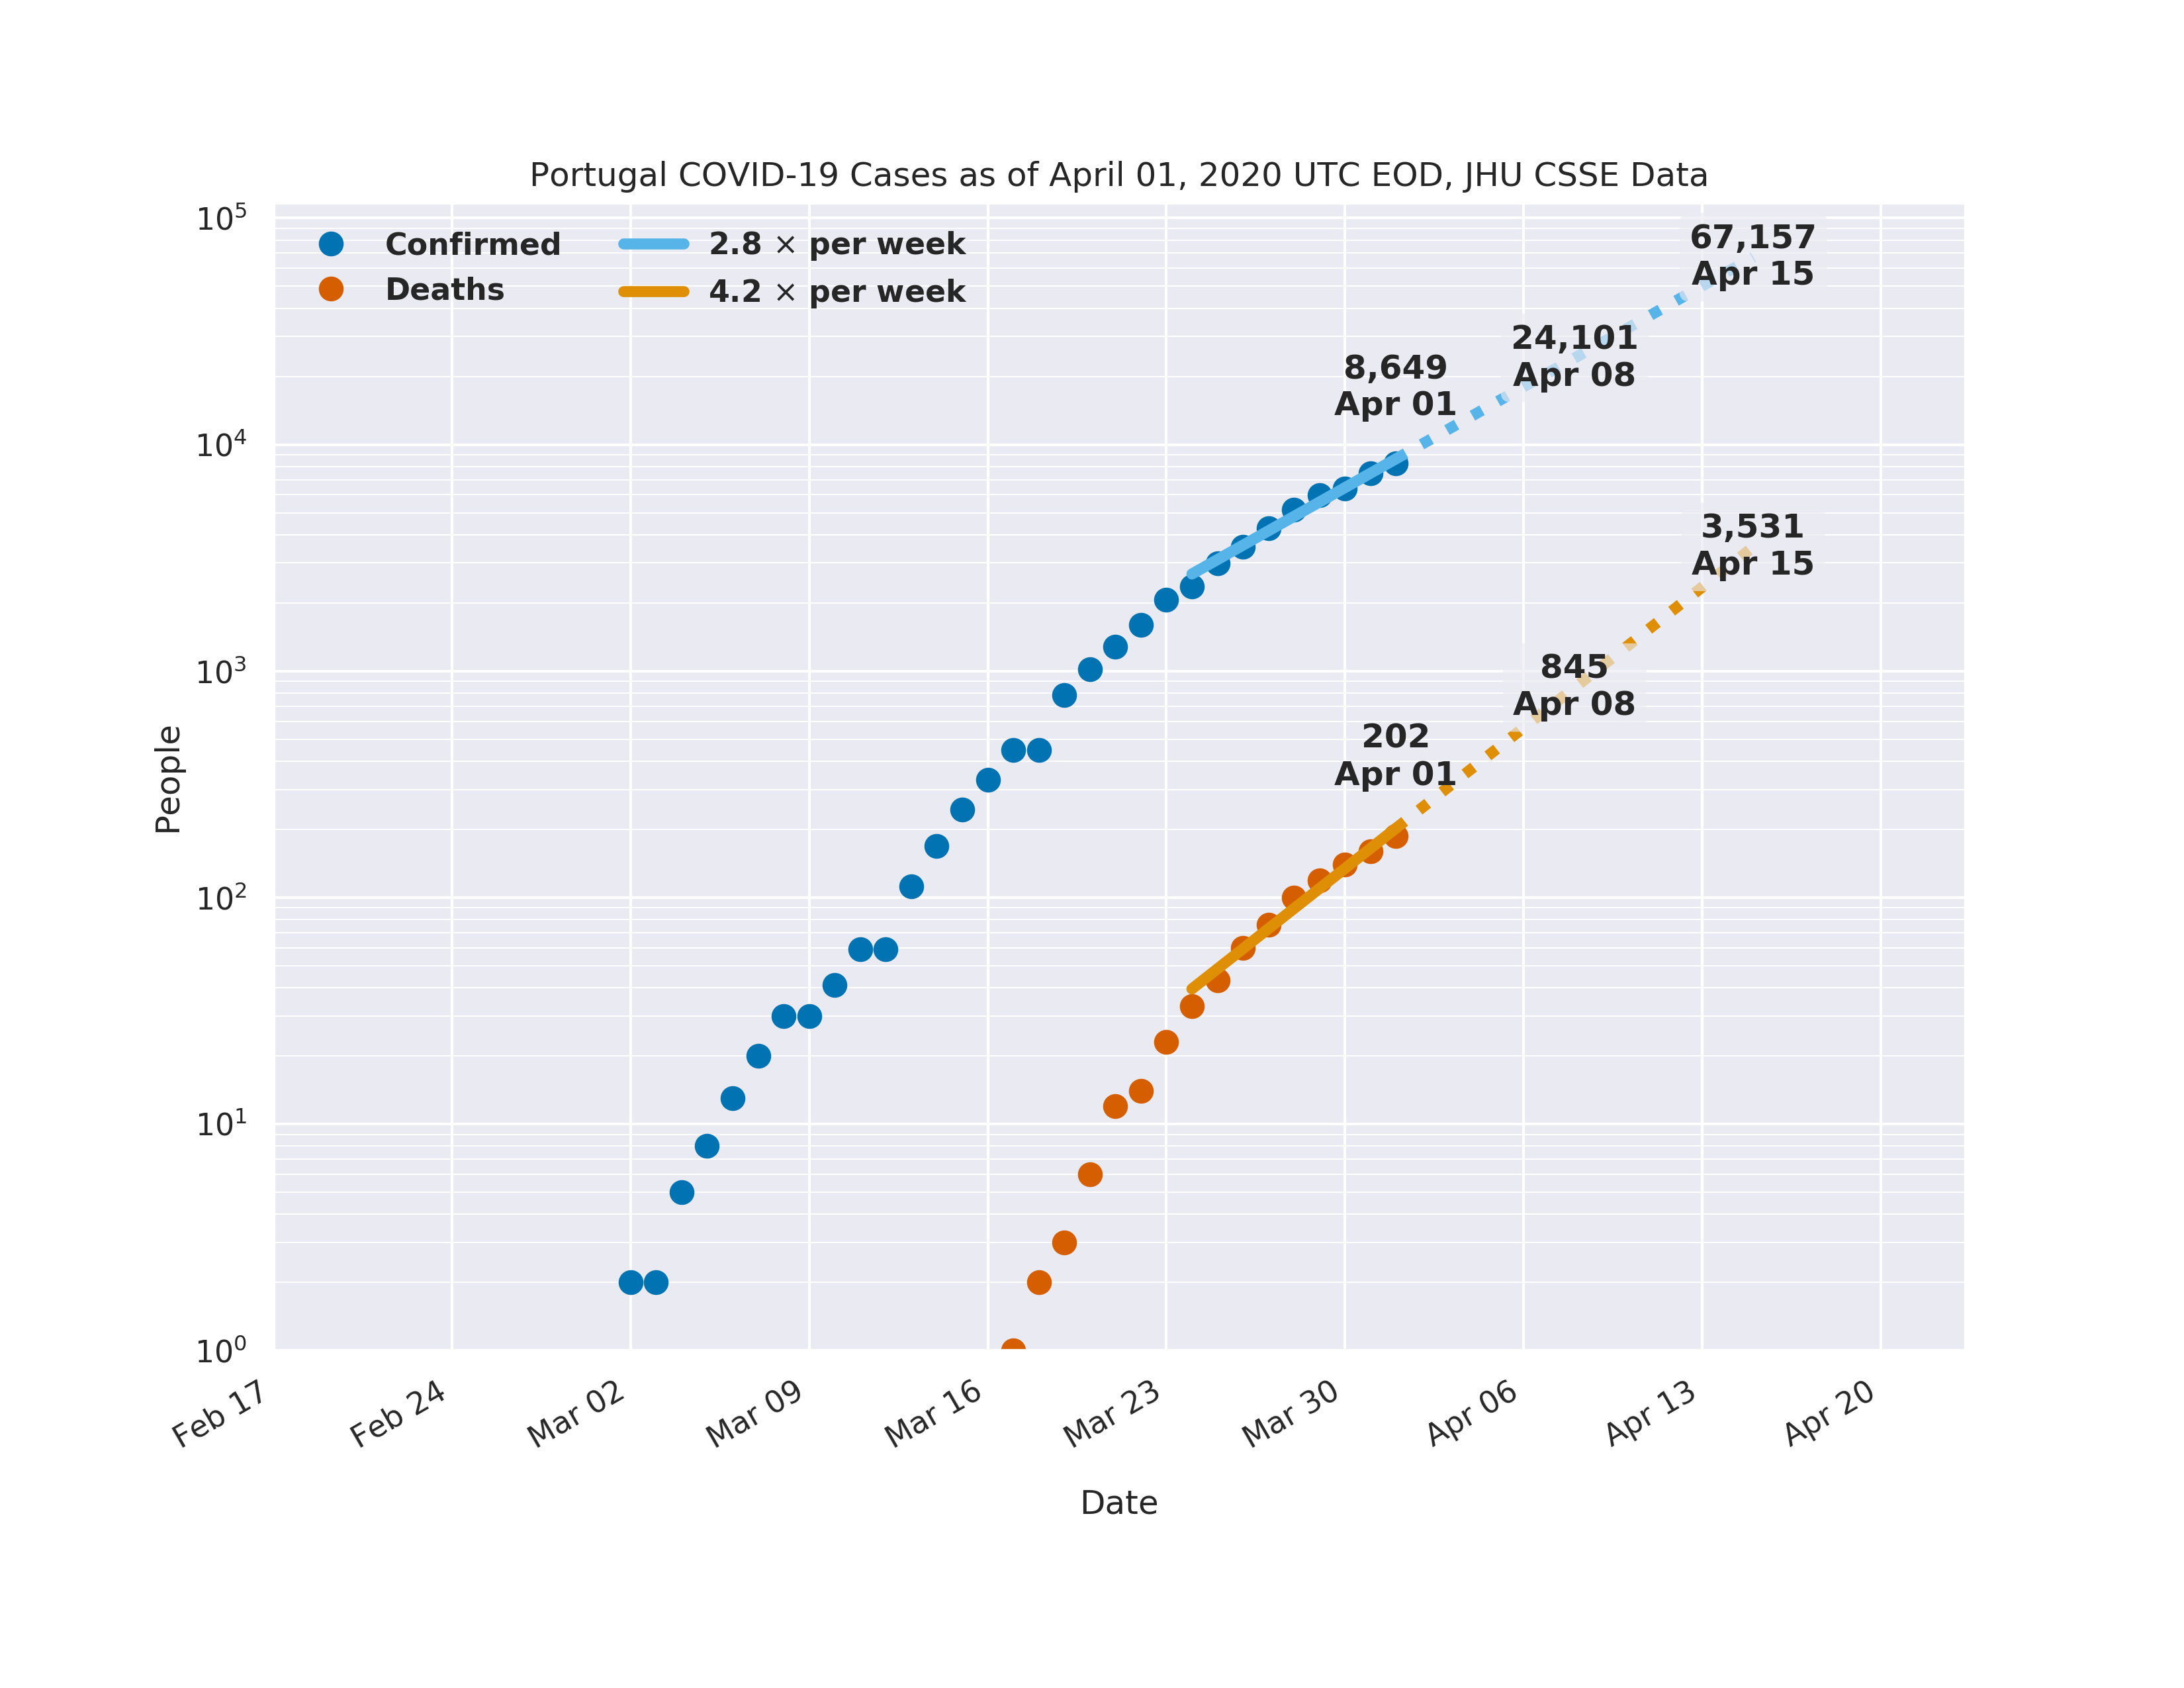 Portugal COVID-19 Cases as of April 01, 2020 UTC EOD, JHU CSSE Data
Confirmed
Deaths
2.8 × per week
4.2 × per week
67,157
Apr 15
24,101
Apr 08
8,649
Apr 01
3,531
Apr 15
845
Apr 08
202
Apr 01
10⁵
10⁴
10³
10²
10¹
10⁰
People
Feb 17
Feb 24
Mar 02
Mar 09
Mar 16
Mar 23
Mar 30
Apr 06
Apr 13
Apr 20
Date